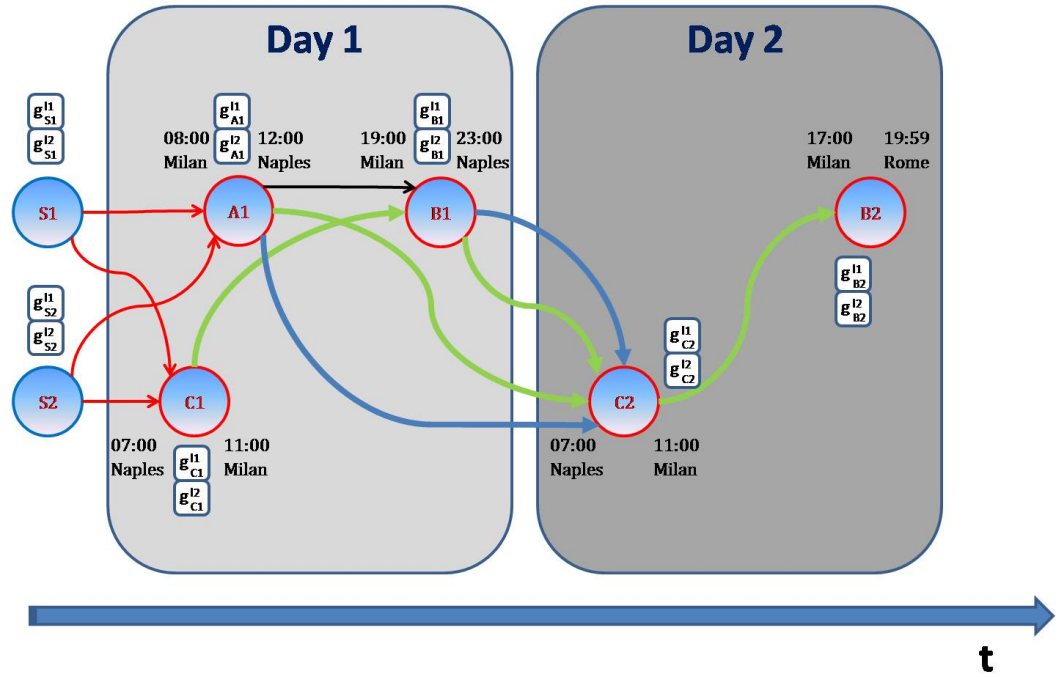 Day 1
Day 2
g^I1_S1
g^I2_S1
g^I1_A1
g^I2_A1
g^I1_B1
g^I2_B1
08:00
Milan
12:00
Naples
19:00
Milan
23:00
Naples
17:00
Milan
19:59
Rome
S1
A1
B1
B2
g^I1_B2
g^I2_B2
g^I1_S2
g^I2_S2
g^I1_C2
g^I2_C2
S2
C1
C2
07:00
Naples
11:00
Milan
g^I1_C1
g^I2_C1
07:00
Naples
11:00
Milan
t